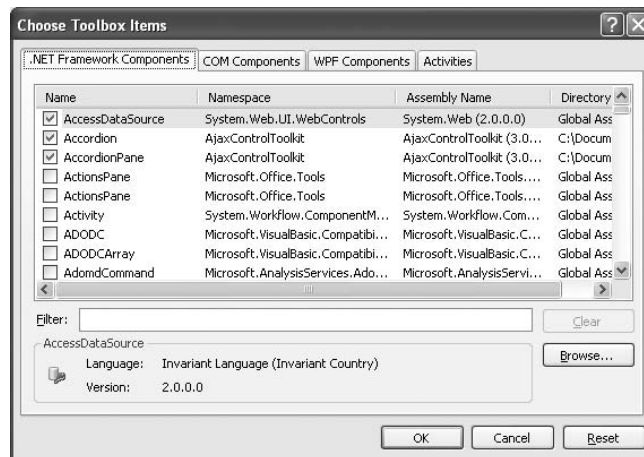 Choose Toolbox Items
.NET Framework Components COM Components WPF Components Activities
Name Namespace Assembly Name Directory
AccessDataSource System.Web.UI.WebControls System.Web (2.0.0.0) Global Ass
Accordion AjaxControlToolkit AjaxControlToolkit (3.0... C:\Docum
AccordionPane AjaxControlToolkit AjaxControlToolkit (3.0... C:\Docum
ActionsPane Microsoft.Office.Tools Microsoft.Office.Tools.... Global Ass
ActionsPane Microsoft.Office.Tools Microsoft.Office.Tools.... Global Ass
Activity System.Workflow.ComponentM... System.Workflow.Com... Global Ass
ADODC Microsoft.VisualBasic.Compatibi... Microsoft.VisualBasic.C... Global Ass
ADODCArray Microsoft.VisualBasic.Compatibi... Microsoft.VisualBasic.C... Global Ass
AdomdCommand Microsoft.AnalysisServices.Ado... Microsoft.AnalysisServi... Global Ass
Filter: Clear
AccessDataSource
Language: Invariant Language (Invariant Country) Browse...
Version: 2.0.0.0
OK Cancel Reset